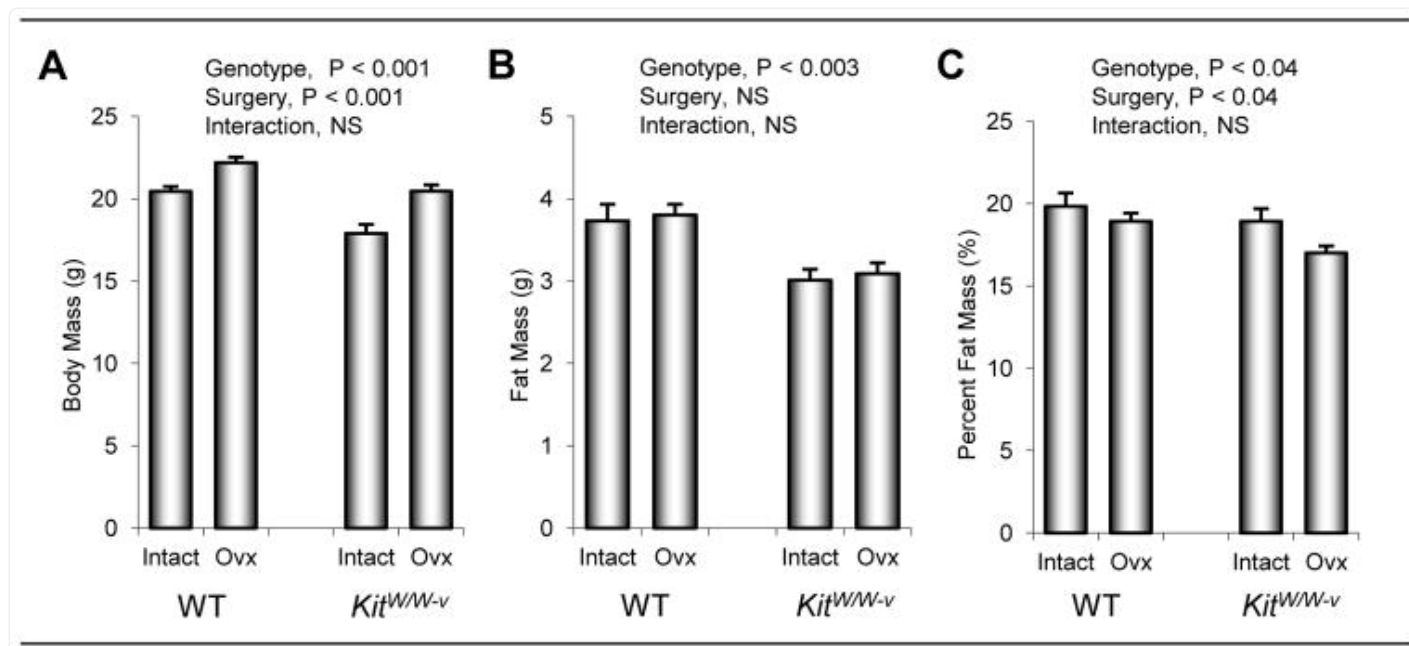 A
Genotype, P < 0.001
Surgery, P < 0.001
Interaction, NS
Body Mass (g)
25
20
15
10
5
0
Intact Ovx Intact Ovx
WT Kit^W/W-v
B
Genotype, P < 0.003
Surgery, NS
Interaction, NS
Fat Mass (g)
5
4
3
2
1
0
Intact Ovx Intact Ovx
WT Kit^W/W-v
C
Genotype, P < 0.04
Surgery, P < 0.04
Interaction, NS
Percent Fat Mass (%)
25
20
15
10
5
0
Intact Ovx Intact Ovx
WT Kit^W/W-v